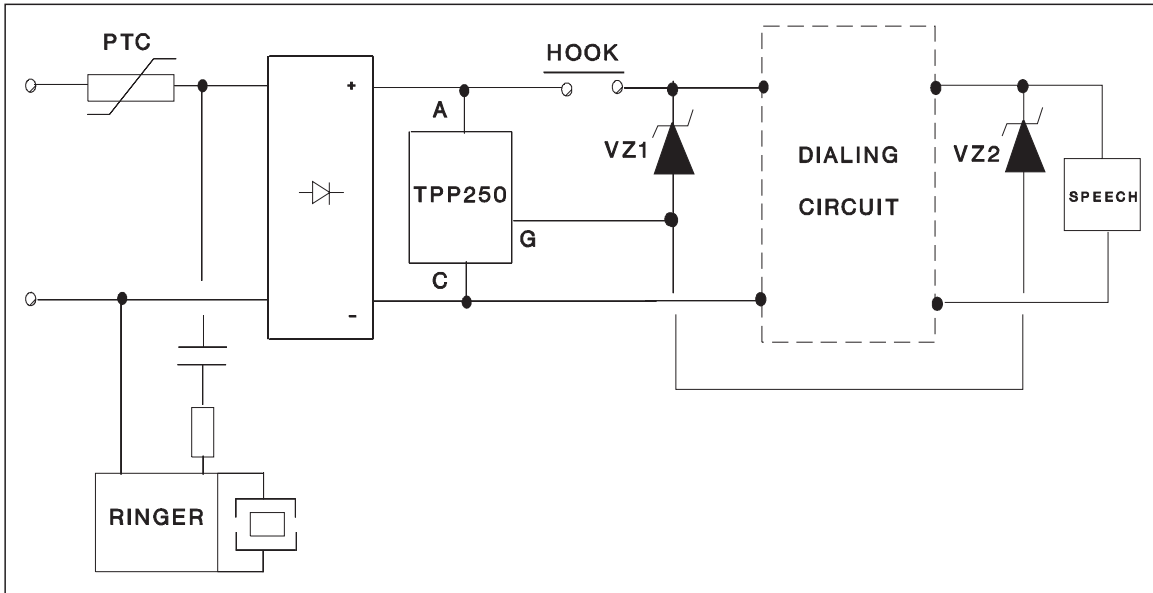 PTC
HOOK
+
A
VZ1
TPP250
G
C
-
DIALING
CIRCUIT
VZ2
SPEECH
RINGER